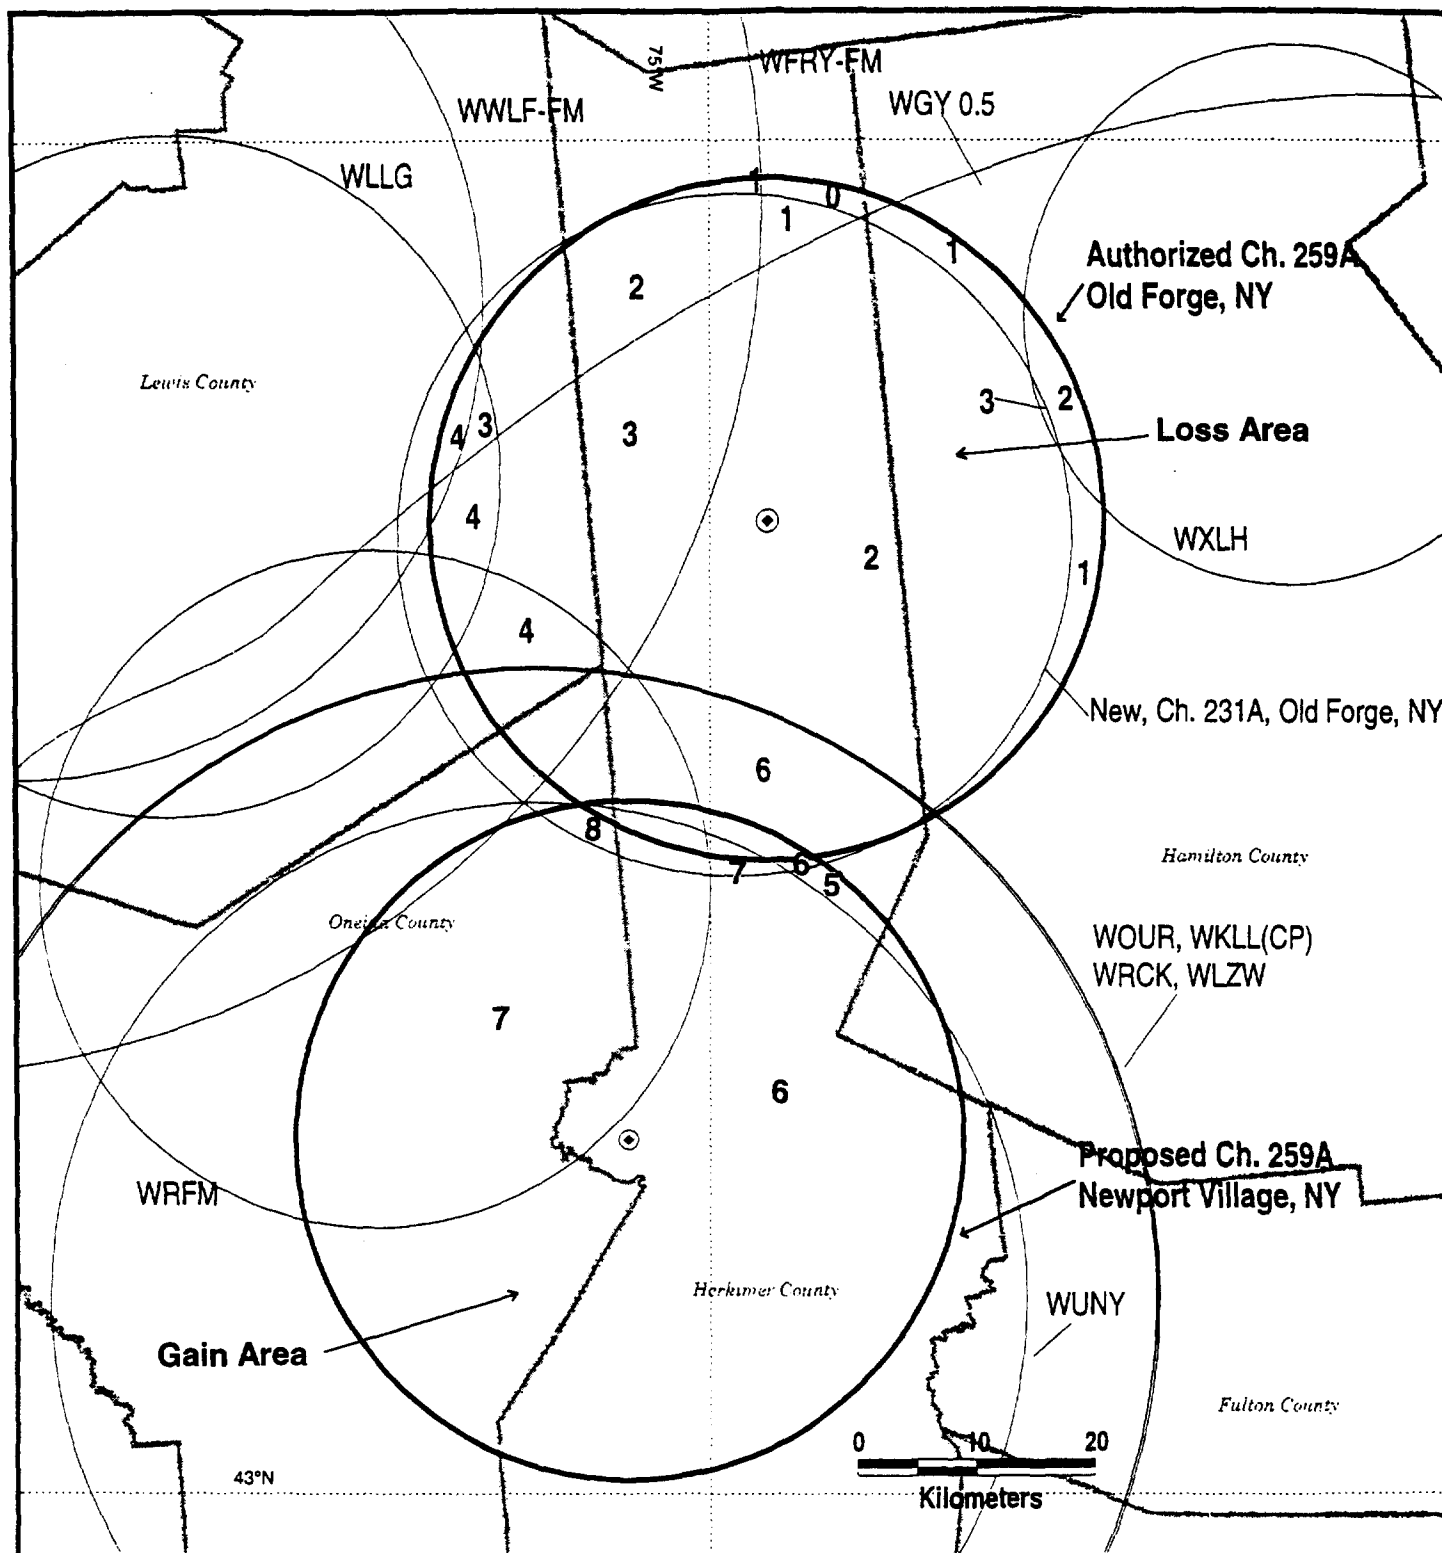 75°W
WFRY-FM
WWLF-FM
WGY 0.5
WLLG
1
0
1
1
Authorized Ch. 259A
Old Forge, NY
2
Lewis County
3
2
4
3
3
Loss Area
4
WXLH
2
1
4
New, Ch. 231A, Old Forge, NY
6
8
7
6
5
Hamilton County
Oneida County
WOUR, WKLL(CP)
WRCK, WLZW
7
6
Proposed Ch. 259A
Newport Village, NY
WRFM
Herkimer County
WUNY
Gain Area
Fulton County
0 10 20
Kilometers
43°N